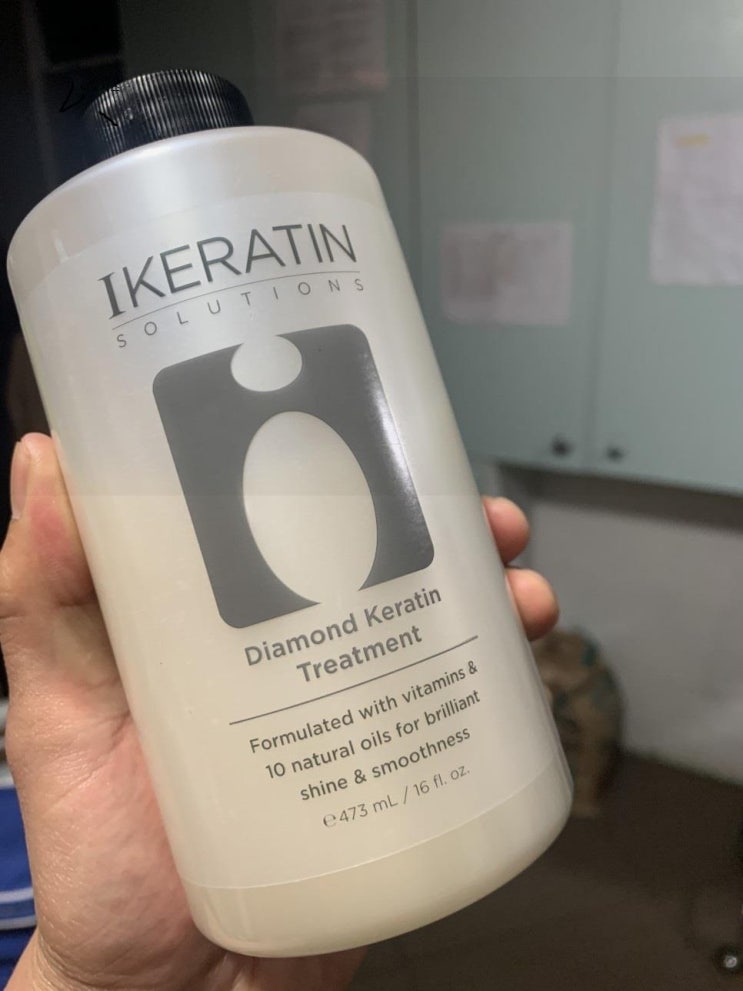 IKERATIN
SOLUTIONS
Diamond Keratin
Treatment
Formulated with vitamins &
10 natural oils for brilliant
shine & smoothness
℮473 mL / 16 fl. oz.